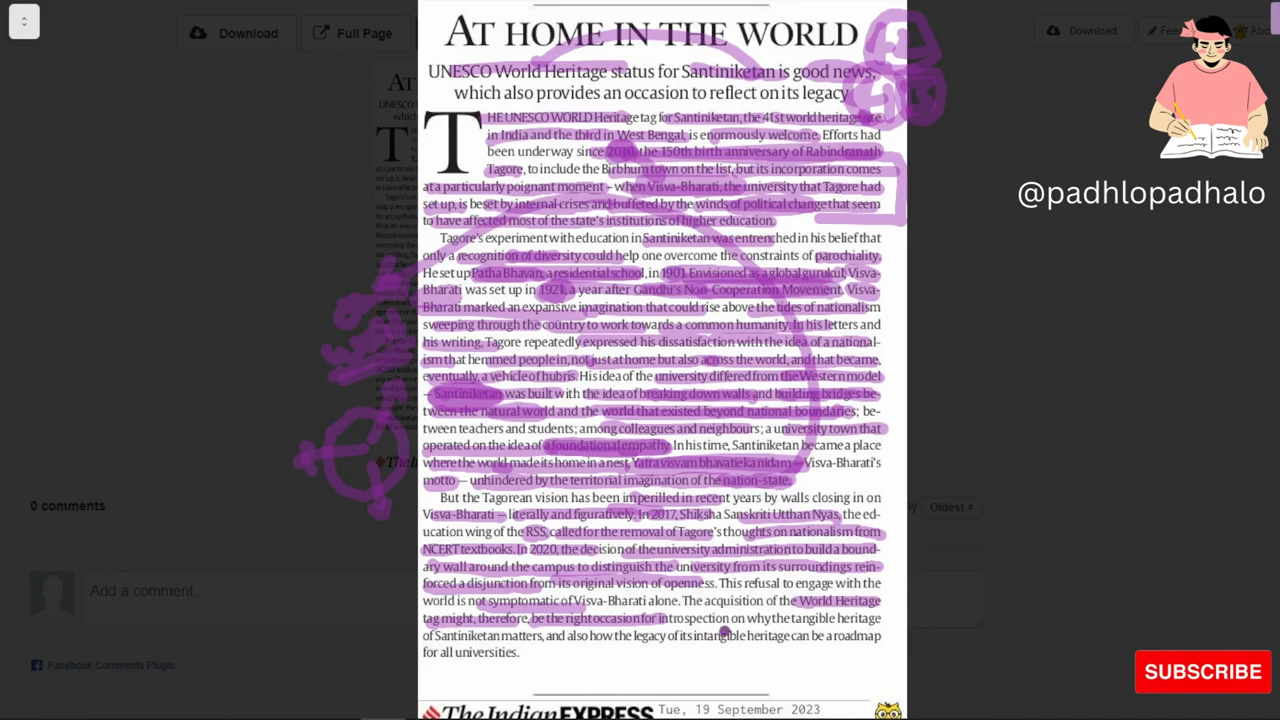 Download
Full Page
Download
Fee
Abo
AT HOME IN THE WORLD
UNESCO World Heritage status for Santiniketan is good news,
which also provides an occasion to reflect on its legacy
THE UNESCO WORLD Heritage tag for Santiniketan, the 41st world heritage site
in India and the third in West Bengal, is enormously welcome. Efforts had
been underway since 2010, the 150th birth anniversary of Rabindranath
Tagore, to include the Birbhum town on the list, but its incorporation comes
at a particularly poignant moment — when Visva-Bharati, the university that Tagore had
set up, is beset by internal crises and buffeted by the winds of political change that seem
to have affected most of the state's institutions of higher education.
Tagore's experiment with education in Santiniketan was entrenched in his belief that
only a recognition of diversity could help one overcome the constraints of parochiality.
He set up Patha Bhavan, a residential school, in 1901. Envisioned as a global gurukul, Visva-
Bharati was set up in 1921, a year after Gandhi's Non-Cooperation Movement. Visva-
Bharati marked an expansive imagination that could rise above the tides of nationalism
sweeping through the country to work towards a common humanity. In his letters and
his writing, Tagore repeatedly expressed his dissatisfaction with the idea of a national-
ism that hemmed people in, not just at home but also across the world, and that became,
eventually, a vehicle of hubris. His idea of the university differed from the Western model
— Santiniketan was built with the idea of breaking down walls and building bridges be-
tween the natural world and the world that existed beyond national boundaries; be-
tween teachers and students; among colleagues and neighbours; a university town that
operated on the idea of a foundational empathy. In his time, Santiniketan became a place
where the world made its home in a nest, Yatra visvam bhavatieka nidam — Visva-Bharati's
motto — unhindered by the territorial imagination of the nation-state.
But the Tagorean vision has been imperilled in recent years by walls closing in on
Visva-Bharati — literally and figuratively. In 2017, Shiksha Sanskriti Utthan Nyas, the ed-
ucation wing of the RSS, called for the removal of Tagore's thoughts on nationalism from
NCERT textbooks. In 2020, the decision of the university administration to build a bound-
ary wall around the campus to distinguish the university from its surroundings rein-
forced a disjunction from its original vision of openness. This refusal to engage with the
world is not symptomatic of Visva-Bharati alone. The acquisition of the World Heritage
tag might, therefore, be the right occasion for introspection on why the tangible heritage
of Santiniketan matters, and also how the legacy of its intangible heritage can be a roadmap
for all universities.
The Indian EXPRESS Tue, 19 September 2023
@padhlopadhalo
0 comments
by Oldest
Add a comment
Facebook Comments Plugin
SUBSCRIBE